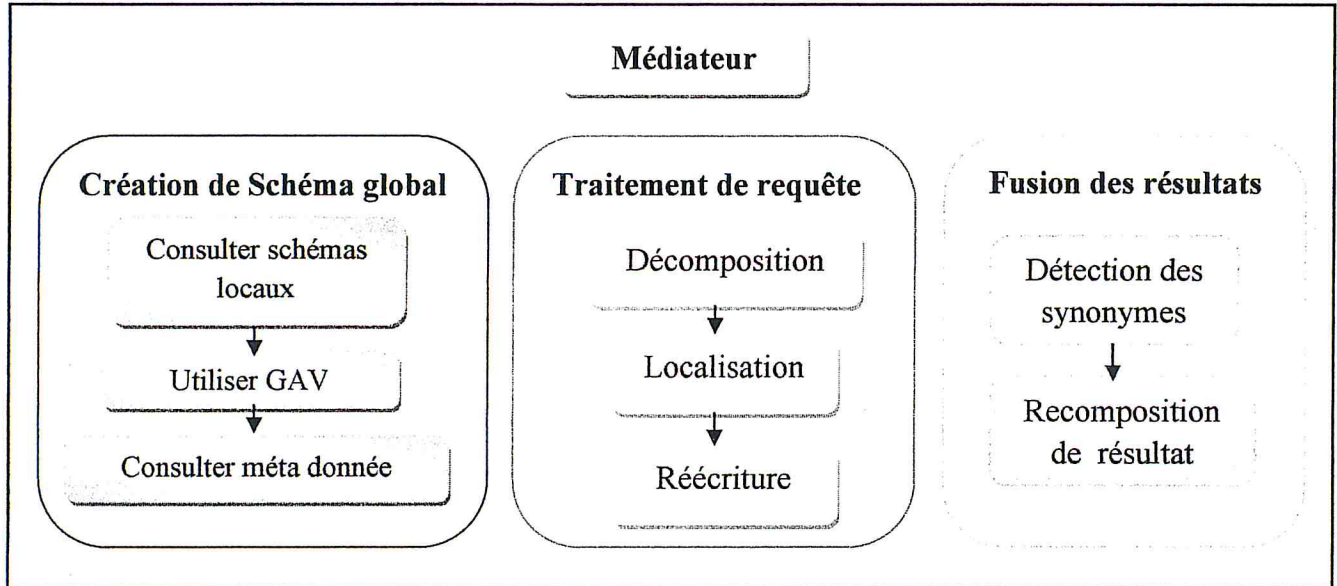 Médiateur
Création de Schéma global
Consulter schémas
locaux
Utiliser GAV
Consulter méta donnée
Traitement de requête
Décomposition
Localisation
Réécriture
Fusion des résultats
Détection des
synonymes
Recomposition
de résultat